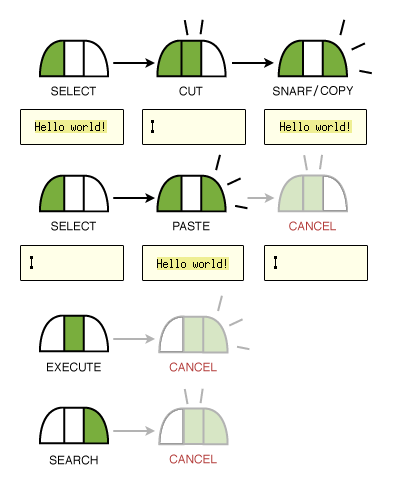 SELECT CUT SNARF/COPY
Hello world! Hello world!
SELECT PASTE CANCEL
Hello world!
EXECUTE CANCEL
SEARCH CANCEL